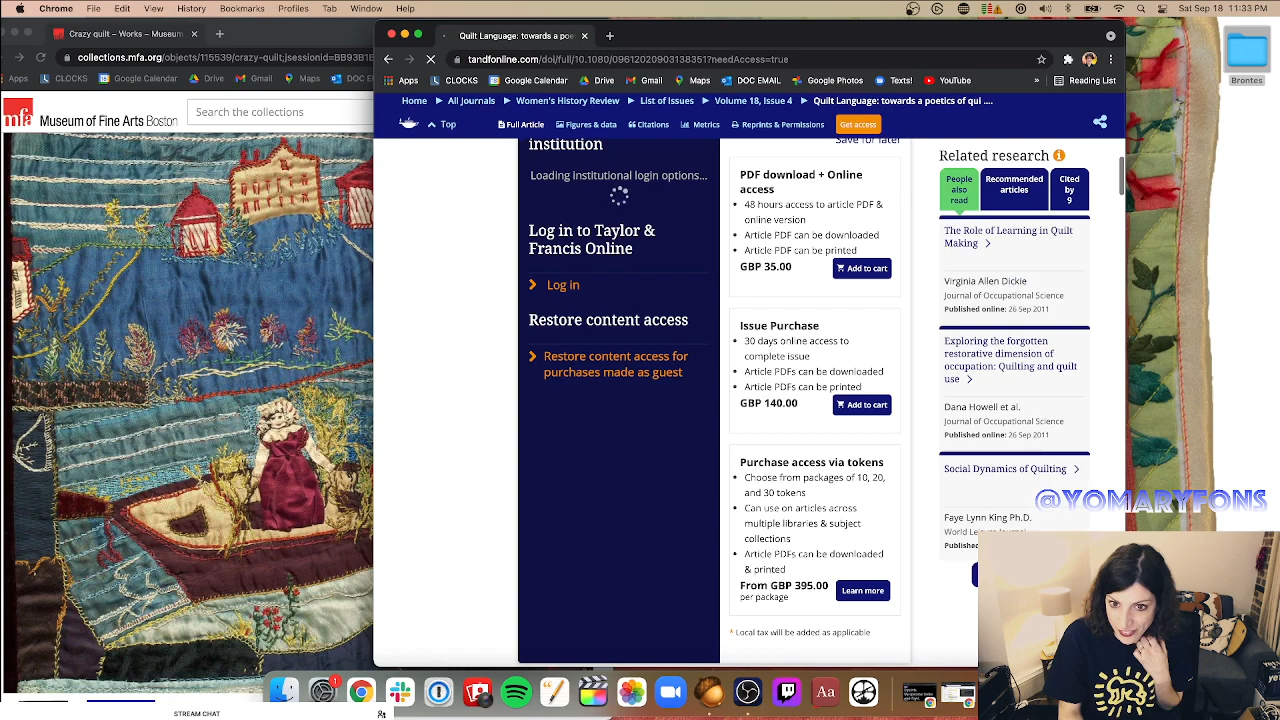 Chrome File Edit View History Bookmarks Profiles Tab Window Help
Sat Sep 18 11:33 PM
Crazy quilt – Works – Museum
collections.mfa.org/objects/115539/crazy-quilt;jsessionid=BB93B1E
Apps CLOCKS Google Calendar Drive Gmail Maps
Museum of Fine Arts Boston
Search the collections
Quilt Language: towards a poe
tandfonline.com/doi/full/10.1080/09612020903138351?needAccess=true
Apps CLOCKS Google Calendar Drive Gmail Maps DOC EMAIL Google Photos Texts! YouTube » Reading List
Home All Journals Women's History Review List of Issues Volume 18, Issue 4 Quilt Language: towards a poetics of qui ....
Top Full Article Figures & data Citations Metrics Reprints & Permissions Get access
institution
Loading institutional login options...
Log in to Taylor & Francis Online
Log in
Restore content access
Restore content access for
purchases made as guest
Save for later
PDF download + Online
access
48 hours access to article PDF &
online version
Article PDF can be downloaded
Article PDF can be printed
GBP 35.00 Add to cart
Issue Purchase
30 days online access to
complete issue
Article PDFs can be downloaded
Article PDFs can be printed
GBP 140.00 Add to cart
Purchase access via tokens
Choose from packages of 10, 20,
and 30 tokens
Can use on articles across
multiple libraries & subject
collections
Article PDFs can be downloaded
& printed
From GBP 395.00
per package
Learn more
* Local tax will be added as applicable
Related research
People
also
read
Recommended
articles
Cited
by
9
The Role of Learning in Quilt
Making
Virginia Allen Dickie
Journal of Occupational Science
Published online: 26 Sep 2011
Exploring the forgotten
restorative dimension of
occupation: Quilting and quilt
use
Dana Howell et al.
Published online: 26 Sep 2011
Social Dynamics of Quilting
Faye Lynn King Ph.D.
World Leisure Journal
Published
Brontes
@YOMARYFONS
STREAM CHAT